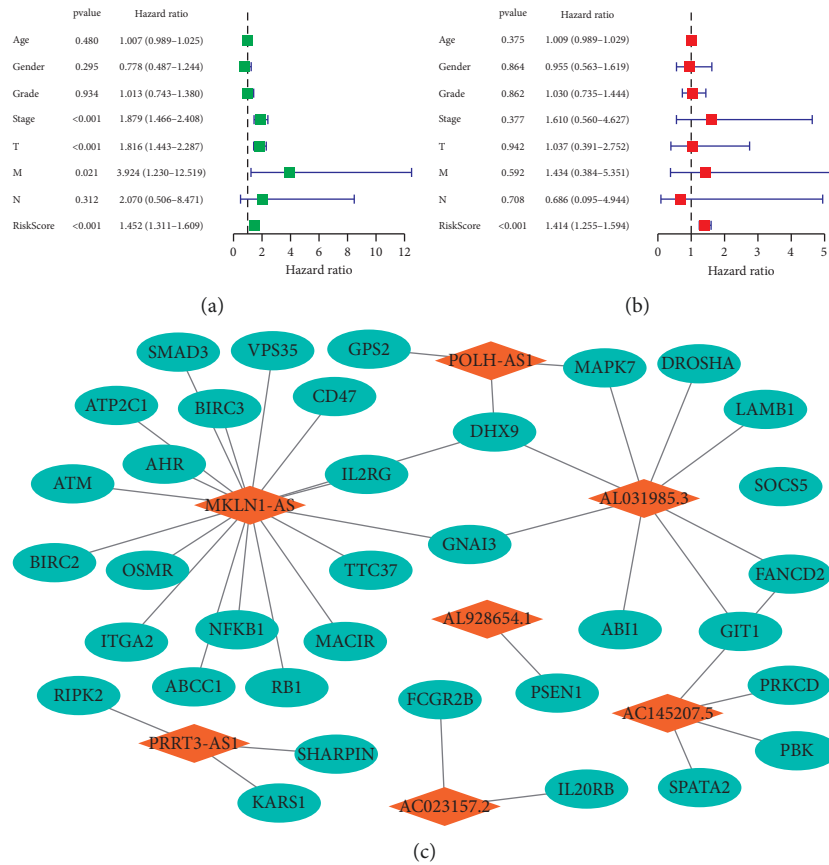 pvalue Hazard ratio
Age 0.480 1.007 (0.989–1.025)
Gender 0.295 0.778 (0.487–1.244)
Grade 0.934 1.013 (0.743–1.380)
Stage <0.001 1.879 (1.466–2.408)
T <0.001 1.816 (1.443–2.287)
M 0.021 3.924 (1.230–12.519)
N 0.312 2.070 (0.506–8.471)
RiskScore <0.001 1.452 (1.311–1.609)
0 2 4 6 8 10 12
Hazard ratio
(a)
pvalue Hazard ratio
Age 0.375 1.009 (0.989–1.029)
Gender 0.864 0.955 (0.563–1.619)
Grade 0.862 1.030 (0.735–1.444)
Stage 0.377 1.610 (0.560–4.627)
T 0.942 1.037 (0.391–2.752)
M 0.592 1.434 (0.384–5.351)
N 0.708 0.686 (0.095–4.944)
RiskScore <0.001 1.414 (1.255–1.594)
0 1 2 3 4 5
Hazard ratio
(b)
SMAD3 VPS35 GPS2 POLH-AS1 MAPK7 DROSHA
ATP2C1 BIRC3 CD47 DHX9 LAMB1
ATM AHR IL2RG SOCS5
MKLN1-AS AL031985.3
BIRC2 OSMR TTC37 GNAI3 FANCD2
ITGA2 NFKB1 MACIR AL928654.1 ABI1 GIT1
RIPK2 ABCC1 RB1 FCGR2B PSEN1 PRKCD
AC145207.5
PRRT3-AS1 SHARPIN PBK
KARS1 AC023157.2 IL20RB SPATA2
(c)